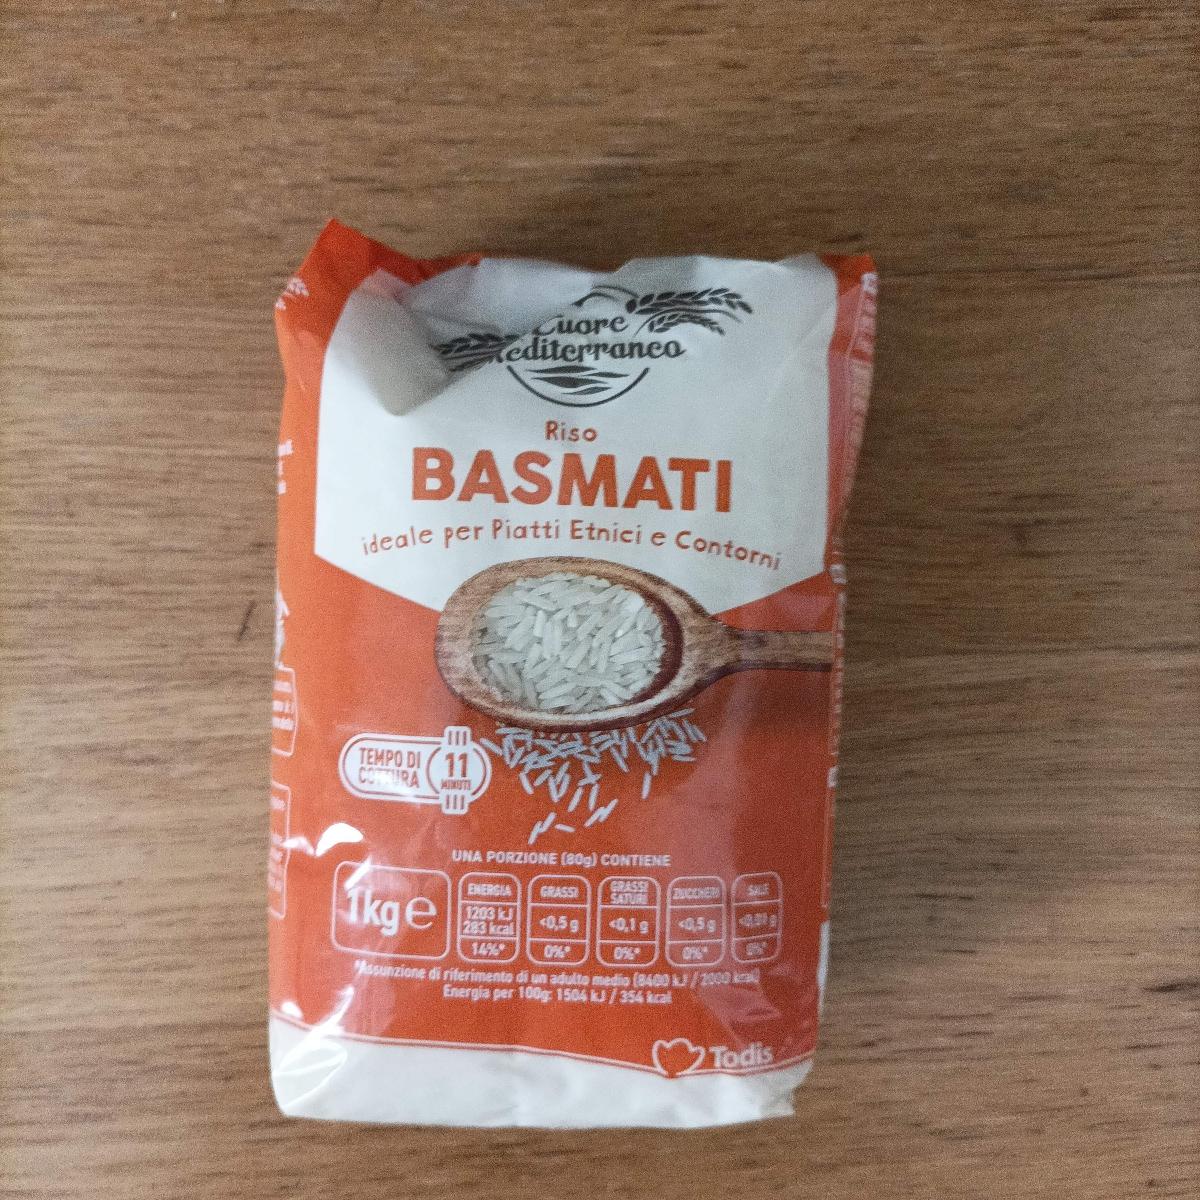 Cuore
Mediterraneo
Riso
BASMATI
ideale per Piatti Etnici e Contorni
TEMPO DI
COTTURA
11
MINUTI
UNA PORZIONE (80g) CONTIENE
1kg e
ENERGIA
1203 kJ
283 kcal
14%*
GRASSI
<0,5 g
0%*
GRASSI
SATURI
<0,1 g
0%*
ZUCCHERI
<0,5 g
0%*
SALE
<0,01 g
0%*
*Assunzione di riferimento di un adulto medio (8400 kJ / 2000 kcal)
Energia per 100g: 1504 kJ / 354 kcal
Todis